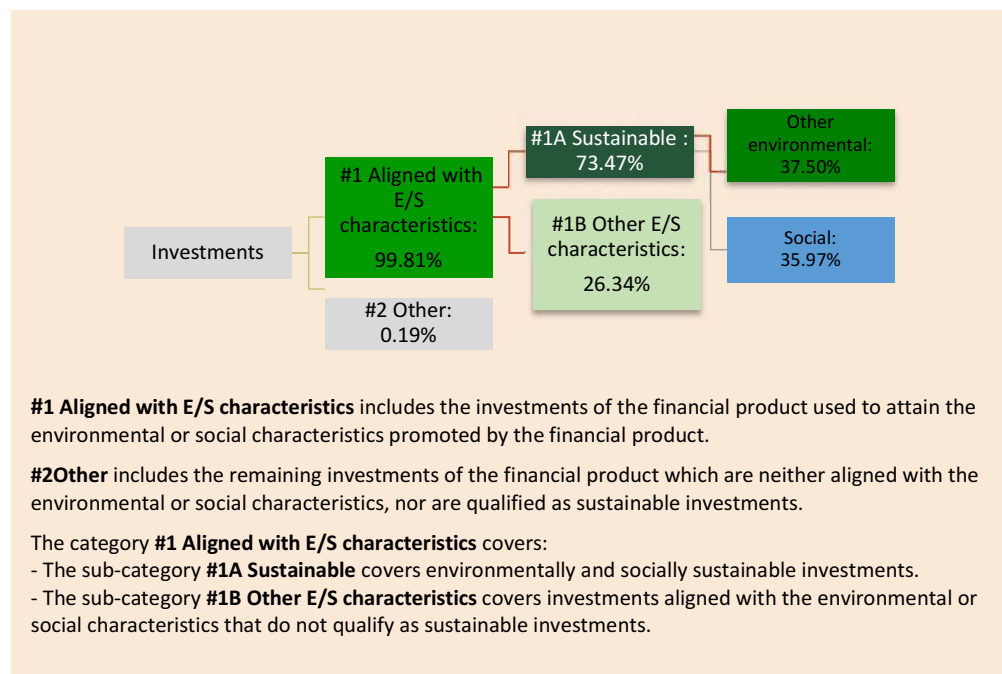 Investments
#1 Aligned with
E/S
characteristics:
99.81%
#2 Other:
0.19%
#1A Sustainable :
73.47%
#1B Other E/S
characteristics:
26.34%
Other
environmental:
37.50%
Social:
35.97%
#1 Aligned with E/S characteristics includes the investments of the financial product used to attain the
environmental or social characteristics promoted by the financial product.
#2Other includes the remaining investments of the financial product which are neither aligned with the
environmental or social characteristics, nor are qualified as sustainable investments.
The category #1 Aligned with E/S characteristics covers:
- The sub-category #1A Sustainable covers environmentally and socially sustainable investments.
- The sub-category #1B Other E/S characteristics covers investments aligned with the environmental or
social characteristics that do not qualify as sustainable investments.